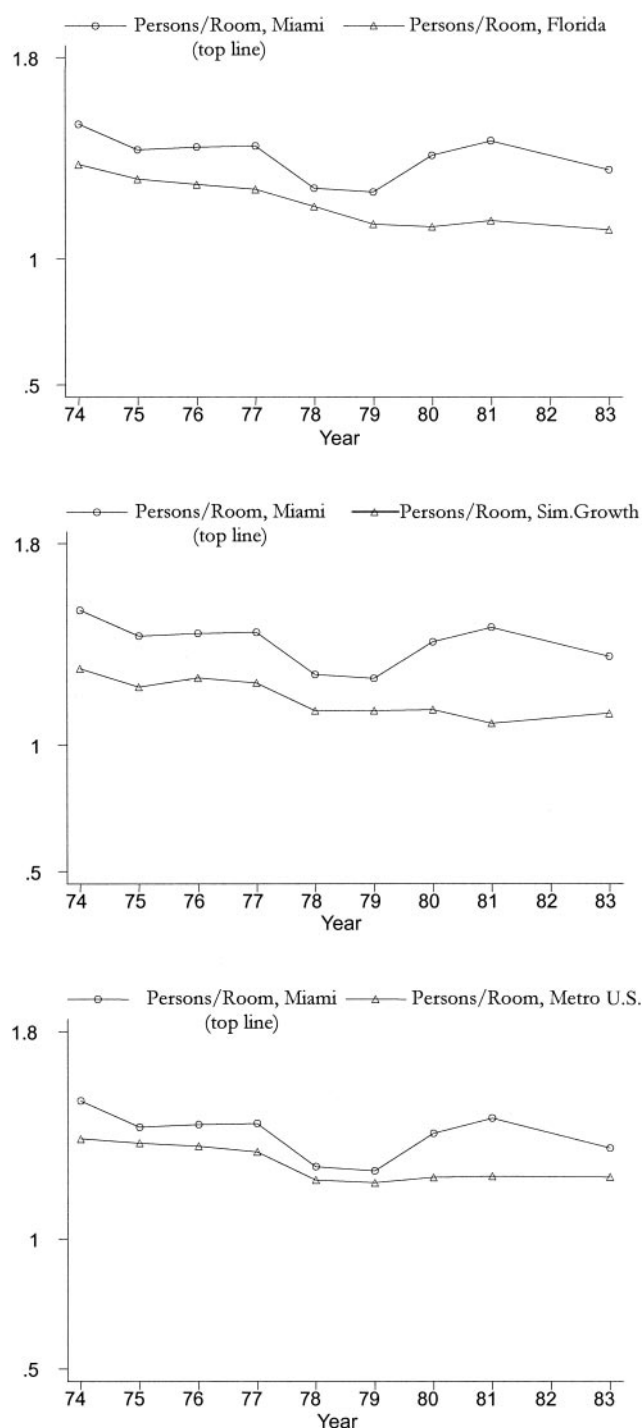 Persons/Room, Miami Persons/Room, Florida
(top line)
1.8
1
.5
74 75 76 77 78 79 80 81 82 83
Year
Persons/Room, Miami Persons/Room, Sim.Growth
(top line)
1.8
1
.5
74 75 76 77 78 79 80 81 82 83
Year
Persons/Room, Miami Persons/Room, Metro U.S.
(top line)
1.8
1
.5
74 75 76 77 78 79 80 81 82 83
Year